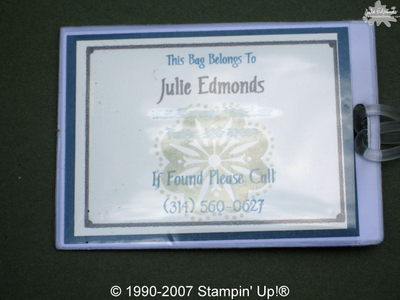 This Bag Belongs To
Julie Edmonds
If Found Please Call
(314) 560-0627
© 1990-2007 Stampin' Up!®